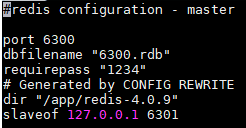 #redis configuration - master
port 6300
dbfilename "6300.rdb"
requirepass "1234"
# Generated by CONFIG REWRITE
dir "/app/redis-4.0.9"
slaveof 127.0.0.1 6301